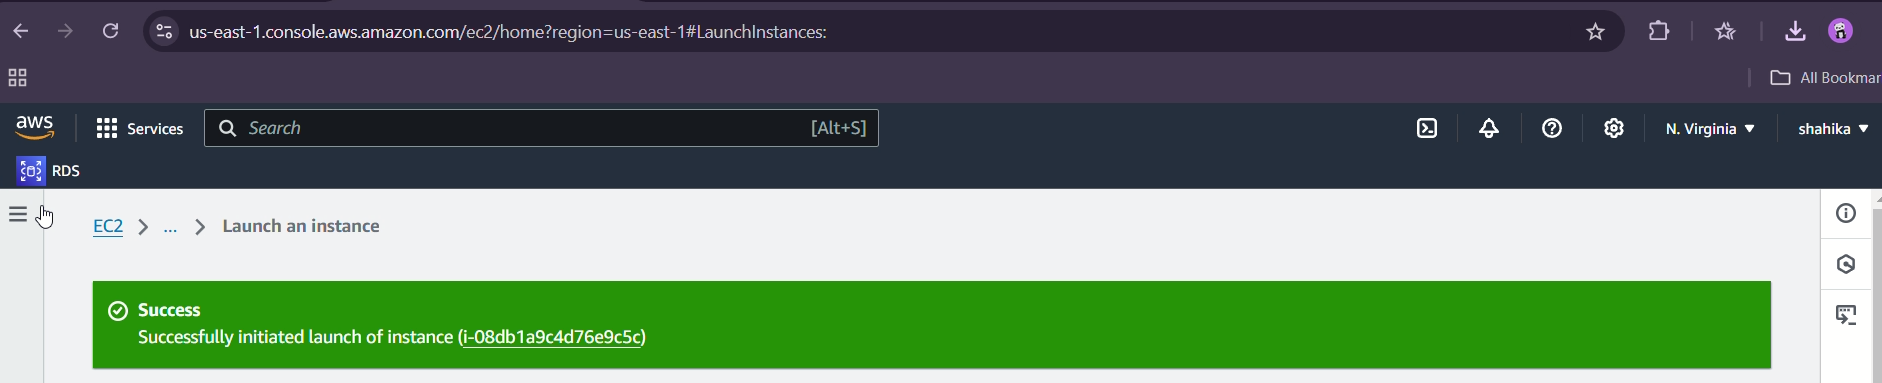 us-east-1.console.aws.amazon.com/ec2/home?region=us-east-1#LaunchInstances:
All Bookmar
aws
Services
Search
[Alt+S]
N. Virginia
shahika
RDS
EC2 > ... > Launch an instance
Success
Successfully initiated launch of instance (i-08db1a9c4d76e9c5c)